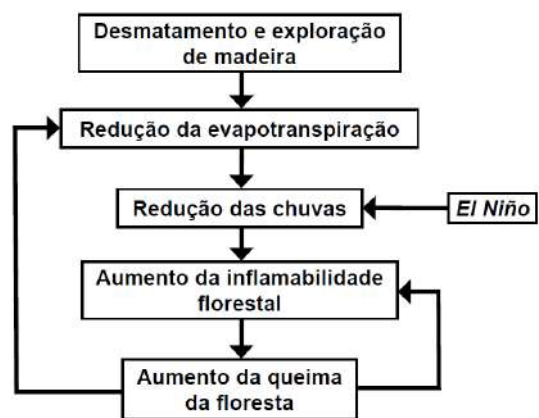 Desmatamento e exploração
de madeira
Redução da evapotranspiração
Redução das chuvas
El Niño
Aumento da inflamabilidade
florestal
Aumento da queima
da floresta